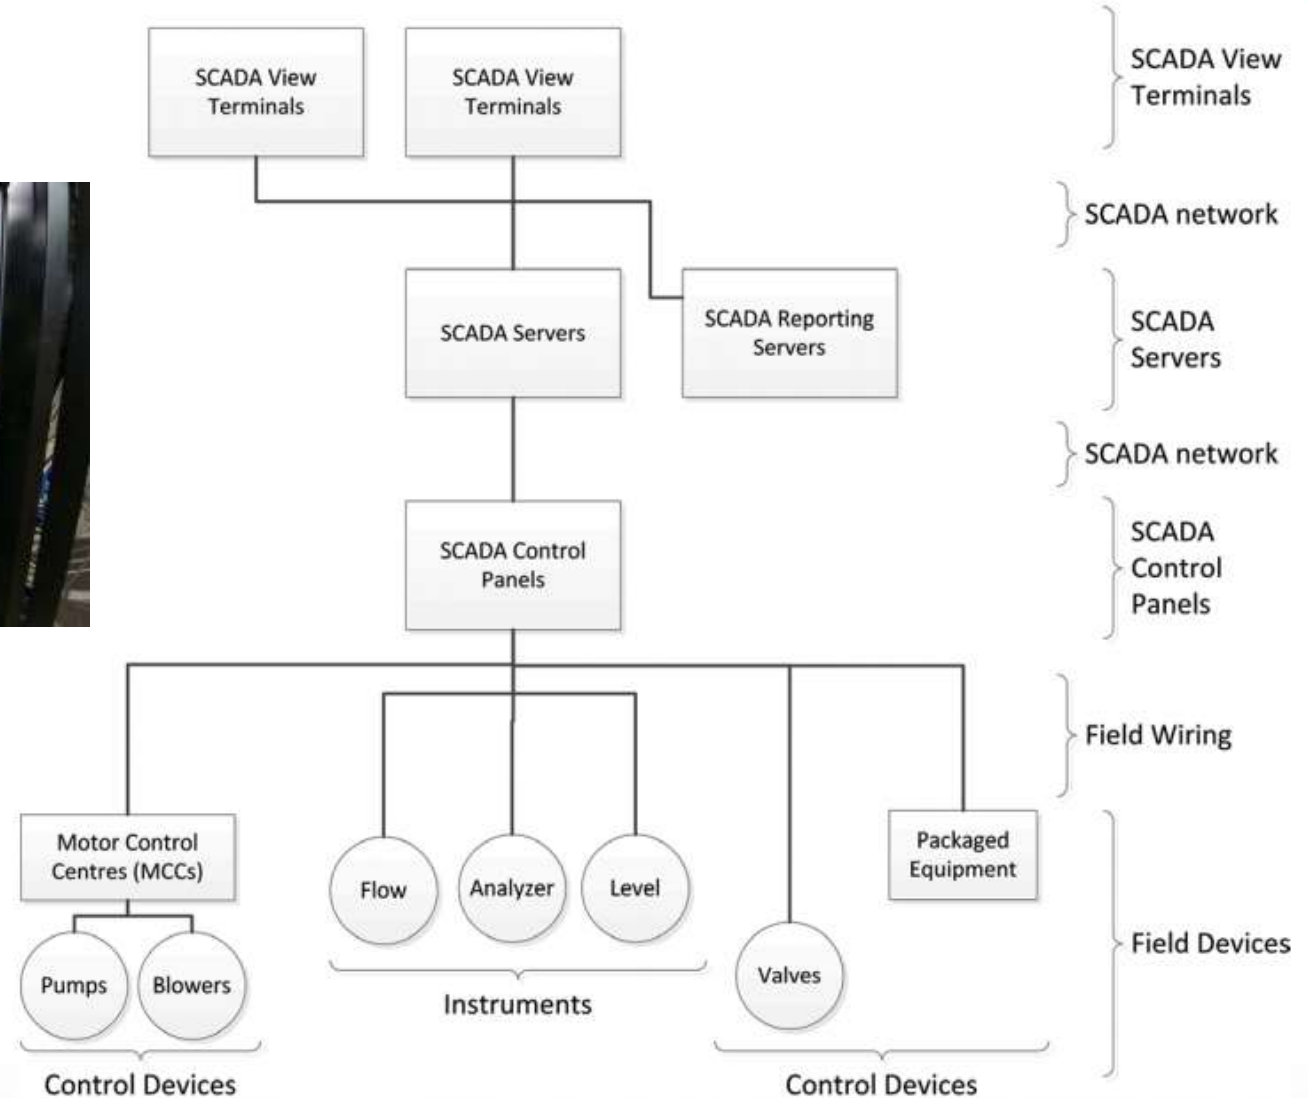 SCADA View
Terminals
SCADA View
Terminals
SCADA View
Terminals
SCADA network
SCADA Servers
SCADA Reporting
Servers
SCADA
Servers
SCADA network
SCADA Control
Panels
SCADA
Control
Panels
Field Wiring
Motor Control
Centres (MCCs)
Flow
Analyzer
Level
Packaged
Equipment
Field Devices
Pumps
Blowers
Valves
Instruments
Control Devices
Control Devices